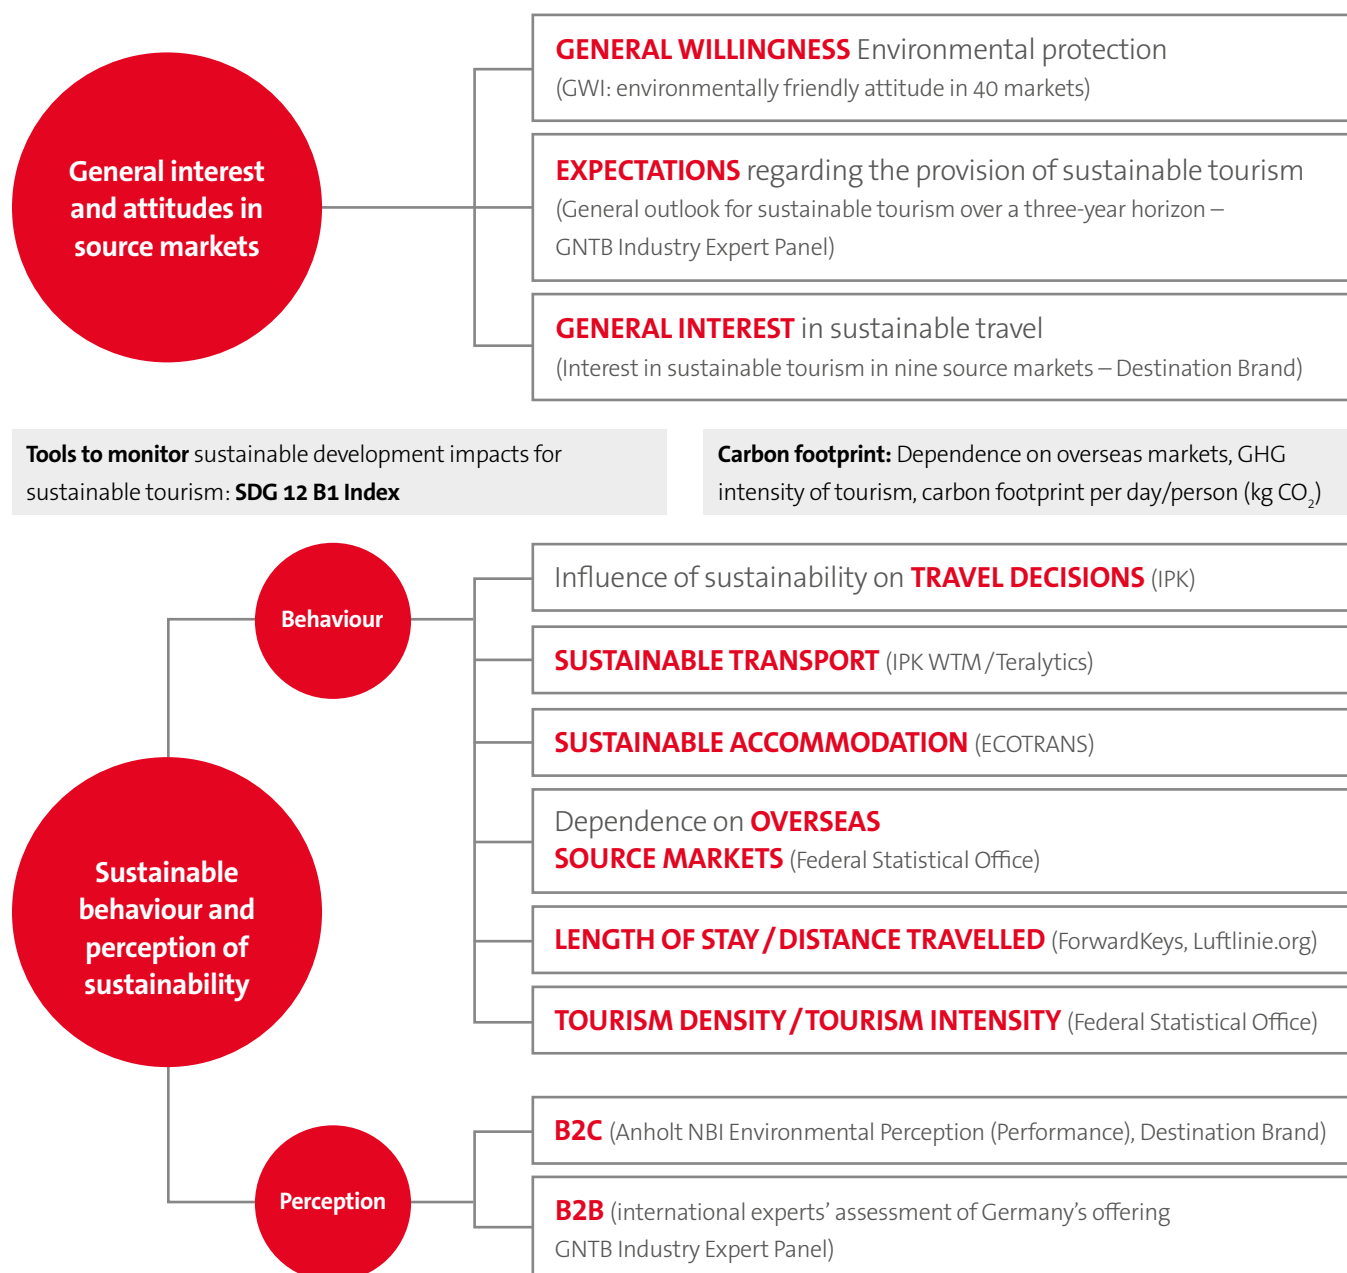 General interest
and attitudes in
source markets
GENERAL WILLINGNESS Environmental protection
(GWI: environmentally friendly attitude in 40 markets)
EXPECTATIONS regarding the provision of sustainable tourism
(General outlook for sustainable tourism over a three-year horizon –
GNTB Industry Expert Panel)
GENERAL INTEREST in sustainable travel
(Interest in sustainable tourism in nine source markets – Destination Brand)
Tools to monitor sustainable development impacts for
sustainable tourism: SDG 12 B1 Index
Carbon footprint: Dependence on overseas markets, GHG
intensity of tourism, carbon footprint per day/person (kg CO₂)
Sustainable
behaviour and
perception of
sustainability
Behaviour
Influence of sustainability on TRAVEL DECISIONS (IPK)
SUSTAINABLE TRANSPORT (IPK WTM/Teralytics)
SUSTAINABLE ACCOMMODATION (ECOTRANS)
Dependence on OVERSEAS
SOURCE MARKETS (Federal Statistical Office)
LENGTH OF STAY/DISTANCE TRAVELLED (ForwardKeys, Luftlinie.org)
TOURISM DENSITY/TOURISM INTENSITY (Federal Statistical Office)
Perception
B2C (Anholt NBI Environmental Perception (Performance), Destination Brand)
B2B (international experts’ assessment of Germany’s offering
GNTB Industry Expert Panel)